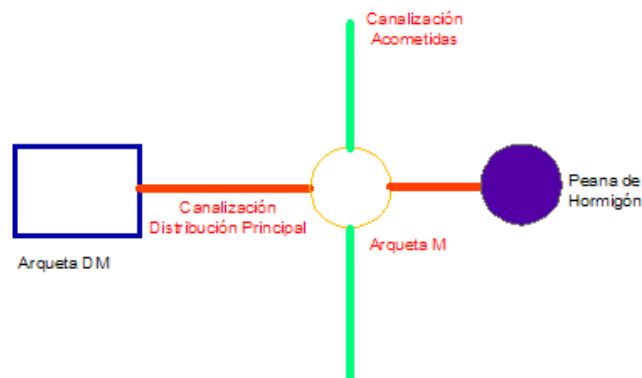 Canalización
Acometidas
Peana de
Hormigón
Canalización
Distribución Principal
Arqueta M
Arqueta DM